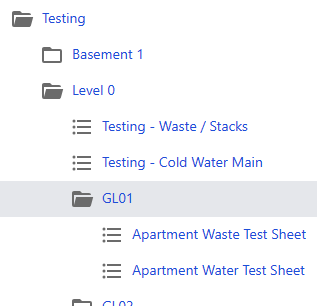 Testing
Basement 1
Level 0
Testing - Waste / Stacks
Testing - Cold Water Main
GL01
Apartment Waste Test Sheet
Apartment Water Test Sheet